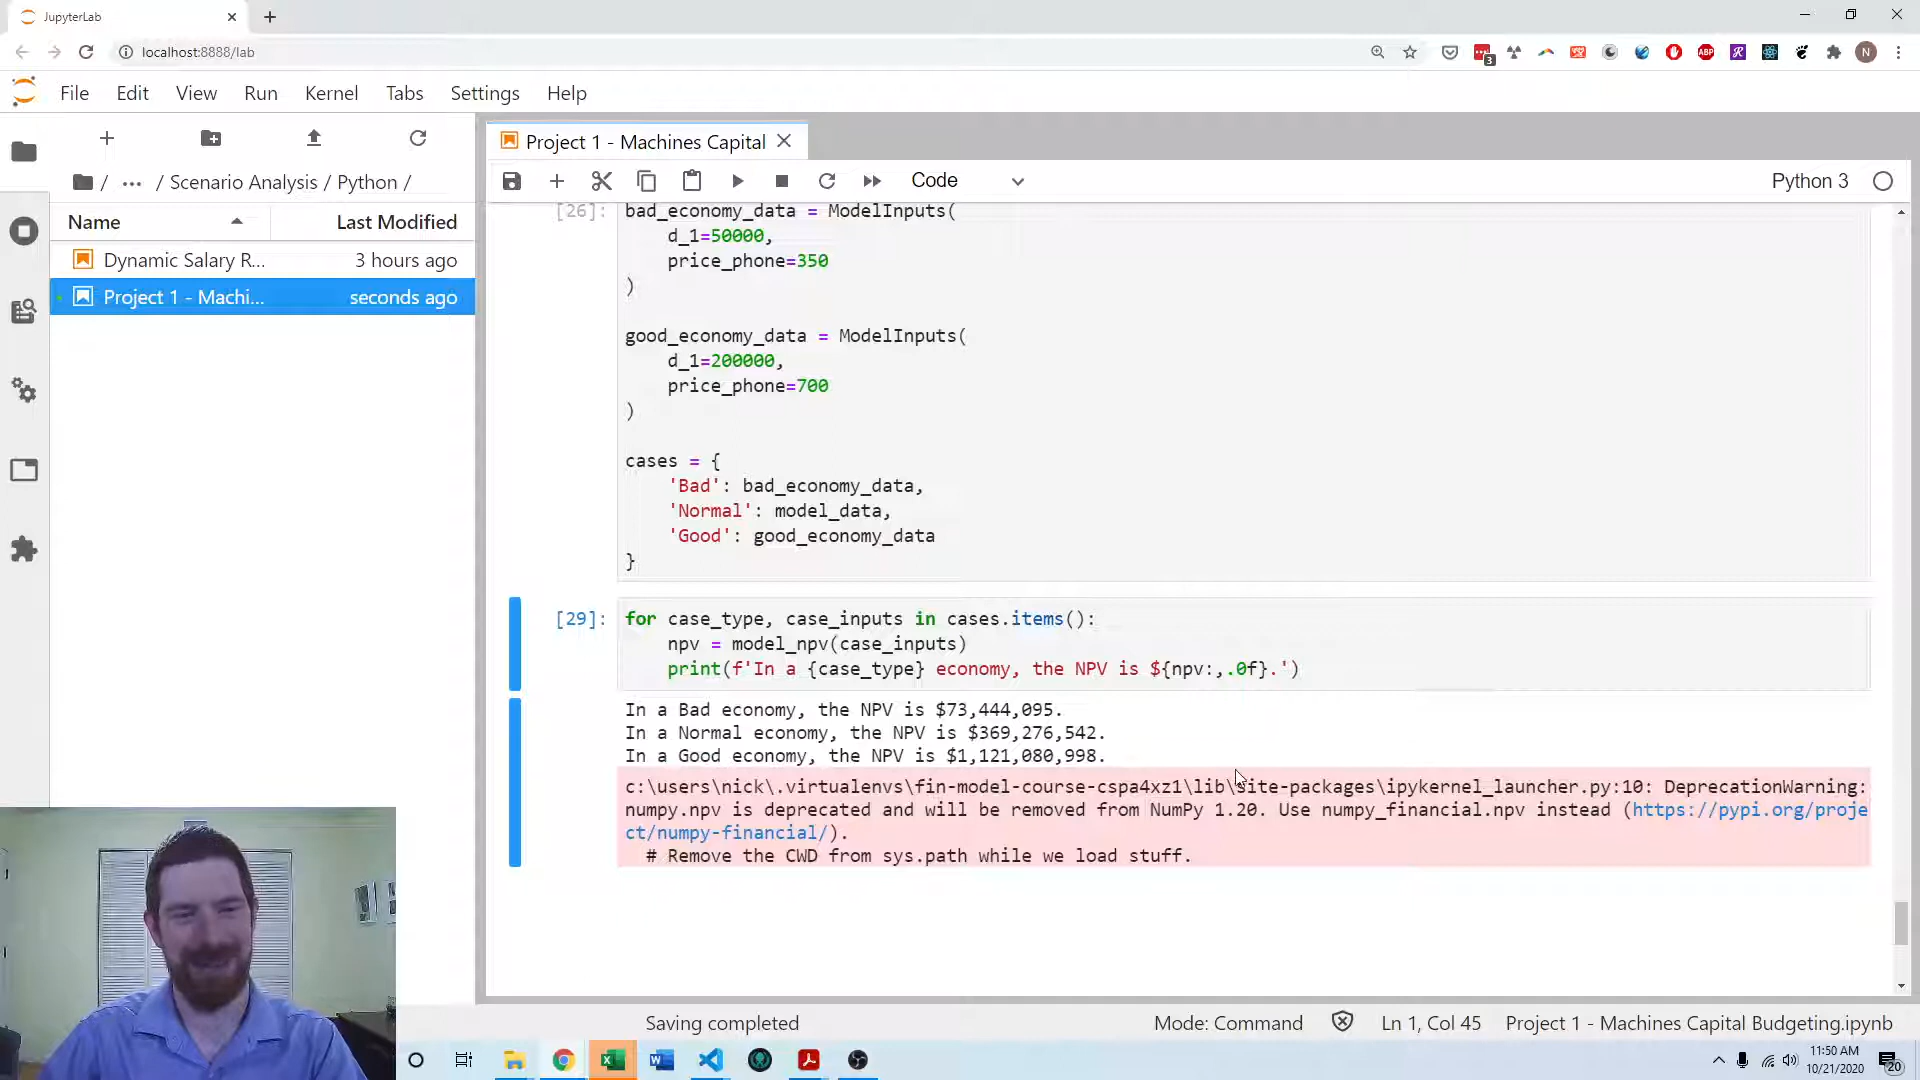 JupyterLab
localhost:8888/lab
3
ABP
N
File Edit View Run Kernel Tabs Settings Help
Project 1 - Machines Capital
/ ... / Scenario Analysis / Python /
Code
Python 3
Name
Last Modified
Dynamic Salary R...
3 hours ago
Project 1 - Machi...
seconds ago
[26]:
bad_economy_data = ModelInputs(
d_1=50000,
price_phone=350
)
good_economy_data = ModelInputs(
d_1=200000,
price_phone=700
)
cases = {
'Bad': bad_economy_data,
'Normal': model_data,
'Good': good_economy_data
}
[29]:
for case_type, case_inputs in cases.items():
npv = model_npv(case_inputs)
print(f'In a {case_type} economy, the NPV is ${npv:,.0f}.')
In a Bad economy, the NPV is $73,444,095.
In a Normal economy, the NPV is $369,276,542.
In a Good economy, the NPV is $1,121,080,998.
c:\users\nick\.virtualenvs\fin-model-course-cspa4xz1\lib\site-packages\ipykernel_launcher.py:10: DeprecationWarning:
numpy.npv is deprecated and will be removed from NumPy 1.20. Use numpy_financial.npv instead (https://pypi.org/proje
ct/numpy-financial/).
# Remove the CWD from sys.path while we load stuff.
Saving completed
Mode: Command
Ln 1, Col 45
Project 1 - Machines Capital Budgeting.ipynb
11:50 AM
10/21/2020
20